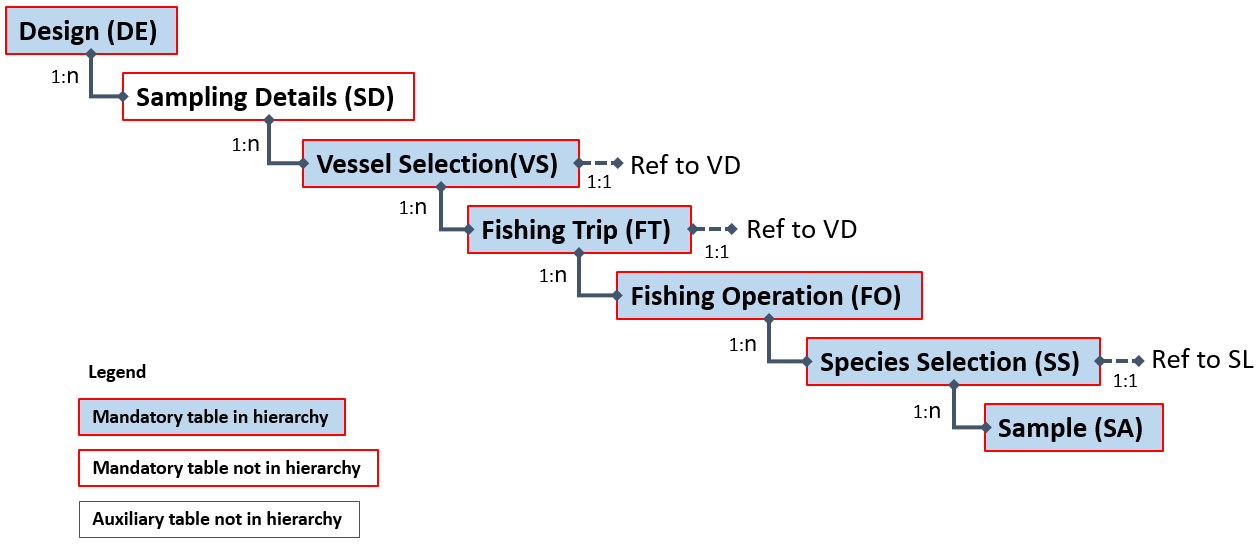 Design (DE)
1:n
Sampling Details (SD)
1:n
Vessel Selection(VS)
Ref to VD
1:1
1:n
Fishing Trip (FT)
Ref to VD
1:1
1:n
Fishing Operation (FO)
1:n
Species Selection (SS)
Ref to SL
1:1
1:n
Sample (SA)
Legend
Mandatory table in hierarchy
Mandatory table not in hierarchy
Auxiliary table not in hierarchy